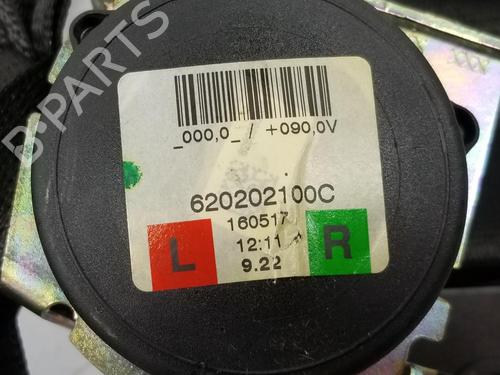 B-PARTS
_000,0_ / +090,0V
620202100C
160517
12:11
9.22
L
R